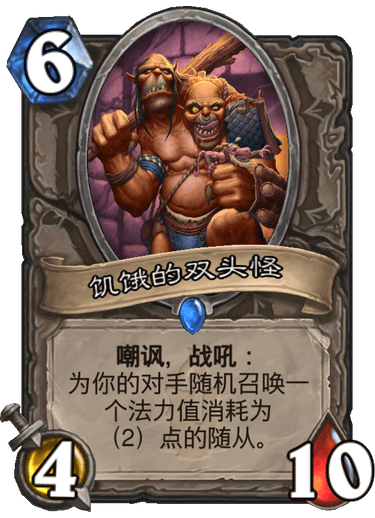 6
饥饿的双头怪
嘲讽，战吼：
为你的对手随机召唤一
个法力值消耗为
（2）点的随从。
4
10